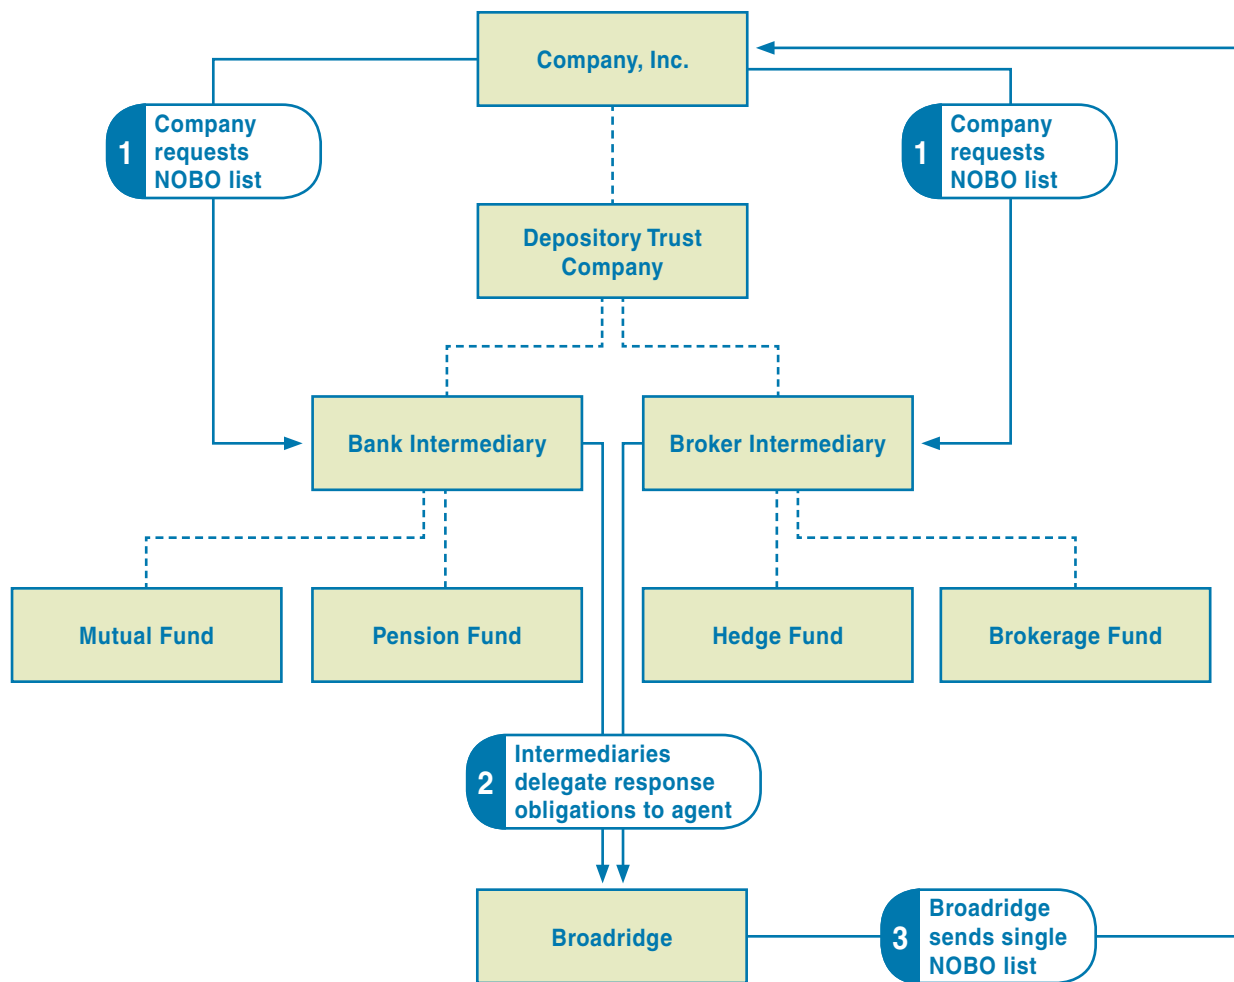 Company, Inc.
1
Company
requests
NOBO list
1
Company
requests
NOBO list
Depository Trust
Company
Bank Intermediary
Broker Intermediary
Mutual Fund
Pension Fund
Hedge Fund
Brokerage Fund
2
Intermediaries
delegate response
obligations to agent
Broadridge
3
Broadridge
sends single
NOBO list